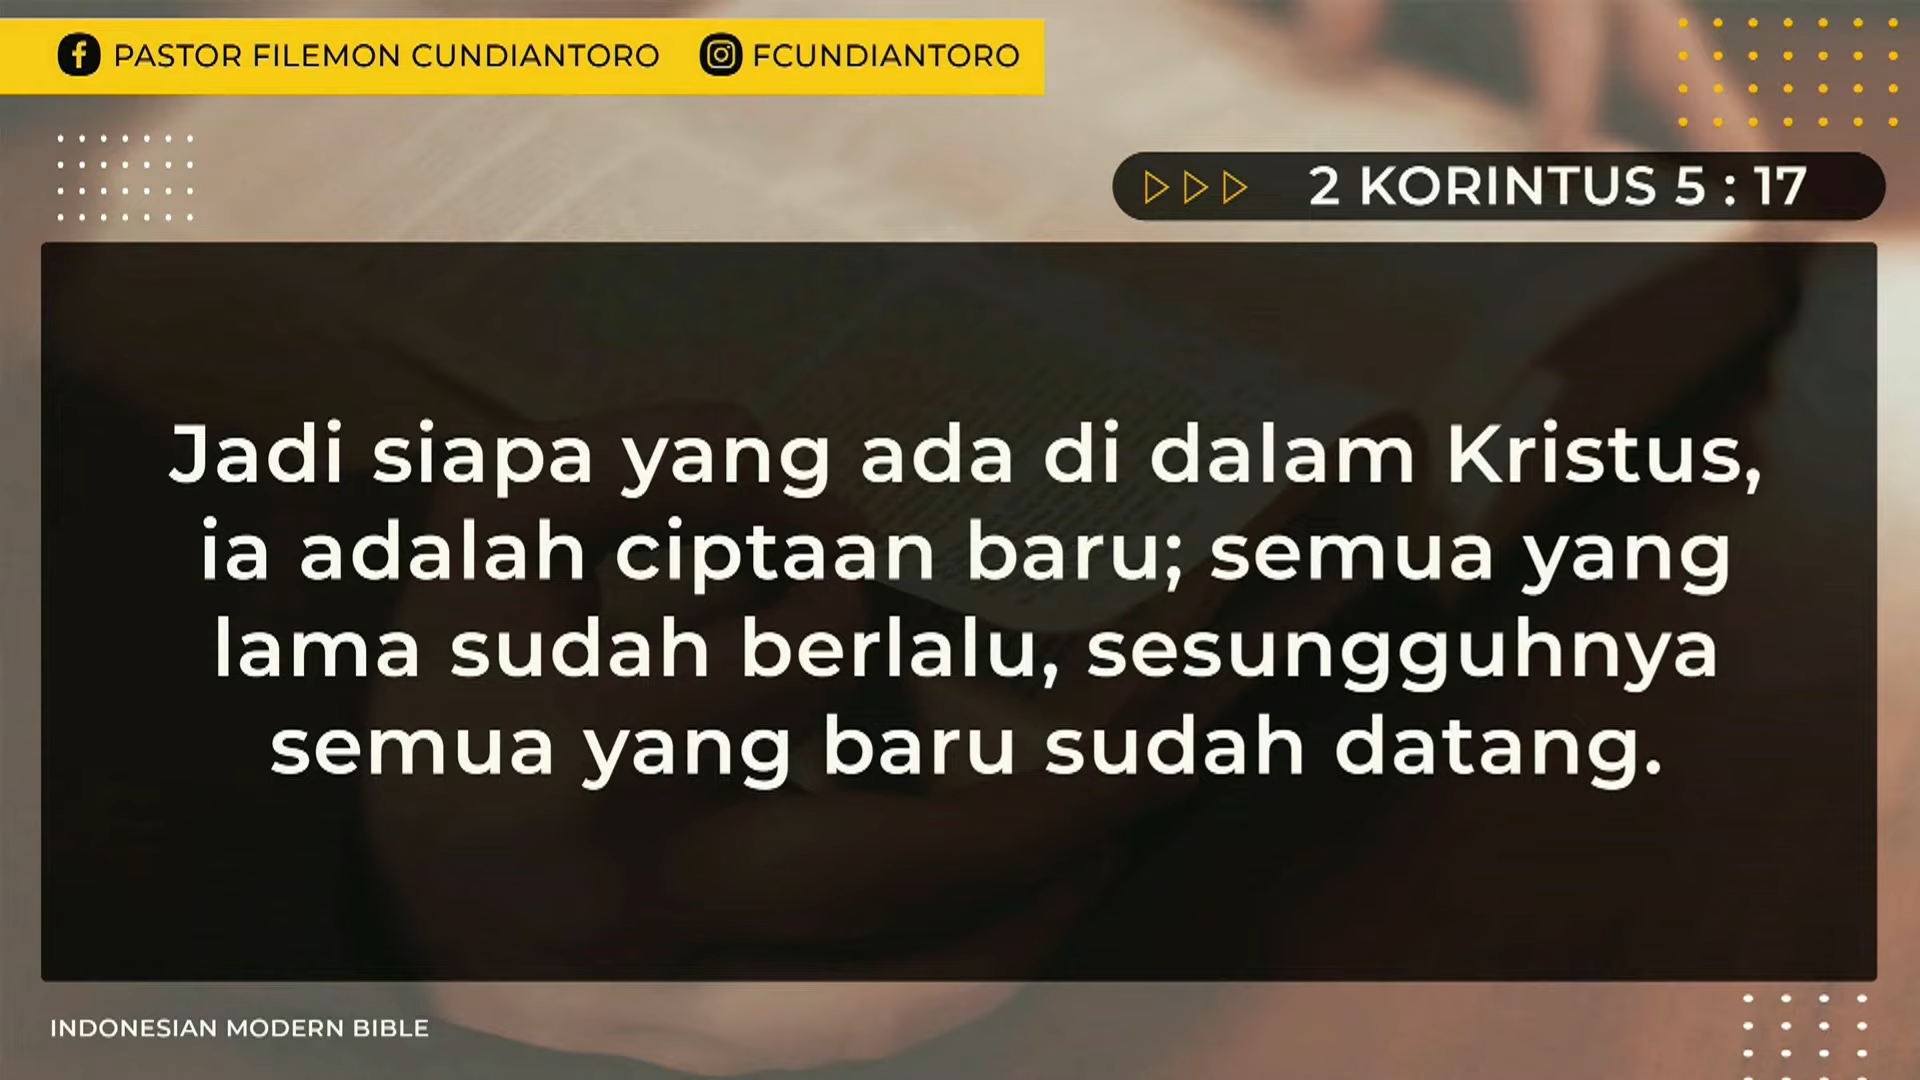 PASTOR FILEMON CUNDIANTORO FCUNDIANTORO
2 KORINTUS 5 : 17
Jadi siapa yang ada di dalam Kristus,
ia adalah ciptaan baru; semua yang
lama sudah berlalu, sesungguhnya
semua yang baru sudah datang.
INDONESIAN MODERN BIBLE